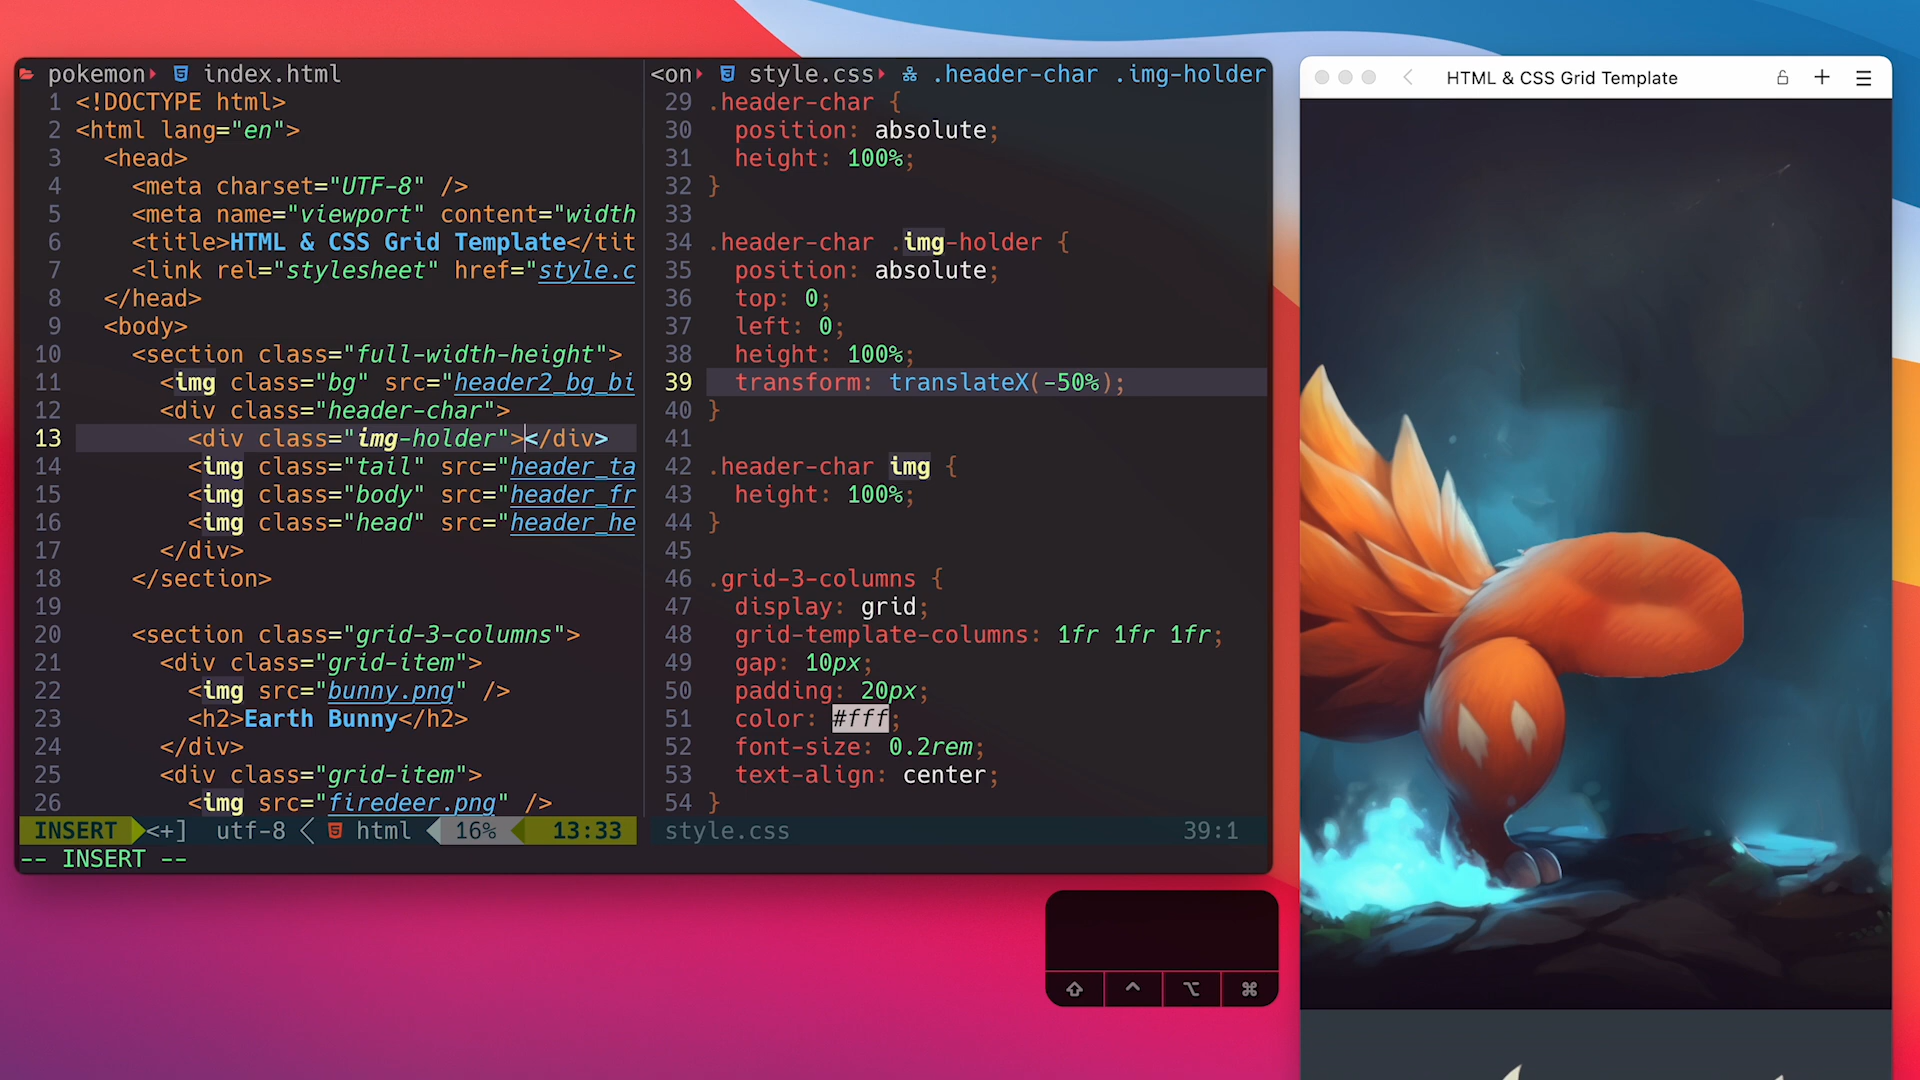 pokemon index.html
1 <!DOCTYPE html>
2 <html lang="en">
3 <head>
4 <meta charset="UTF-8" />
5 <meta name="viewport" content="width
6 <title>HTML & CSS Grid Template</tit
7 <link rel="stylesheet" href="style.c
8 </head>
9 <body>
10 <section class="full-width-height">
11 <img class="bg" src="header2_bg_bi
12 <div class="header-char">
13 <div class="img-holder"></div>
14 <img class="tail" src="header_ta
15 <img class="body" src="header_fr
16 <img class="head" src="header_he
17 </div>
18 </section>
19
20 <section class="grid-3-columns">
21 <div class="grid-item">
22 <img src="bunny.png" />
23 <h2>Earth Bunny</h2>
24 </div>
25 <div class="grid-item">
26 <img src="firedeer.png" />
INSERT <+] utf-8 html 16% 13:33
-- INSERT --
<on style.css .header-char .img-holder
29 .header-char {
30 position: absolute;
31 height: 100%;
32 }
33
34 .header-char .img-holder {
35 position: absolute;
36 top: 0;
37 left: 0;
38 height: 100%;
39 transform: translateX(-50%);
40 }
41
42 .header-char img {
43 height: 100%;
44 }
45
46 .grid-3-columns {
47 display: grid;
48 grid-template-columns: 1fr 1fr 1fr;
49 gap: 10px;
50 padding: 20px;
51 color: #fff;
52 font-size: 0.2rem;
53 text-align: center;
54 }
style.css 39:1
HTML & CSS Grid Template